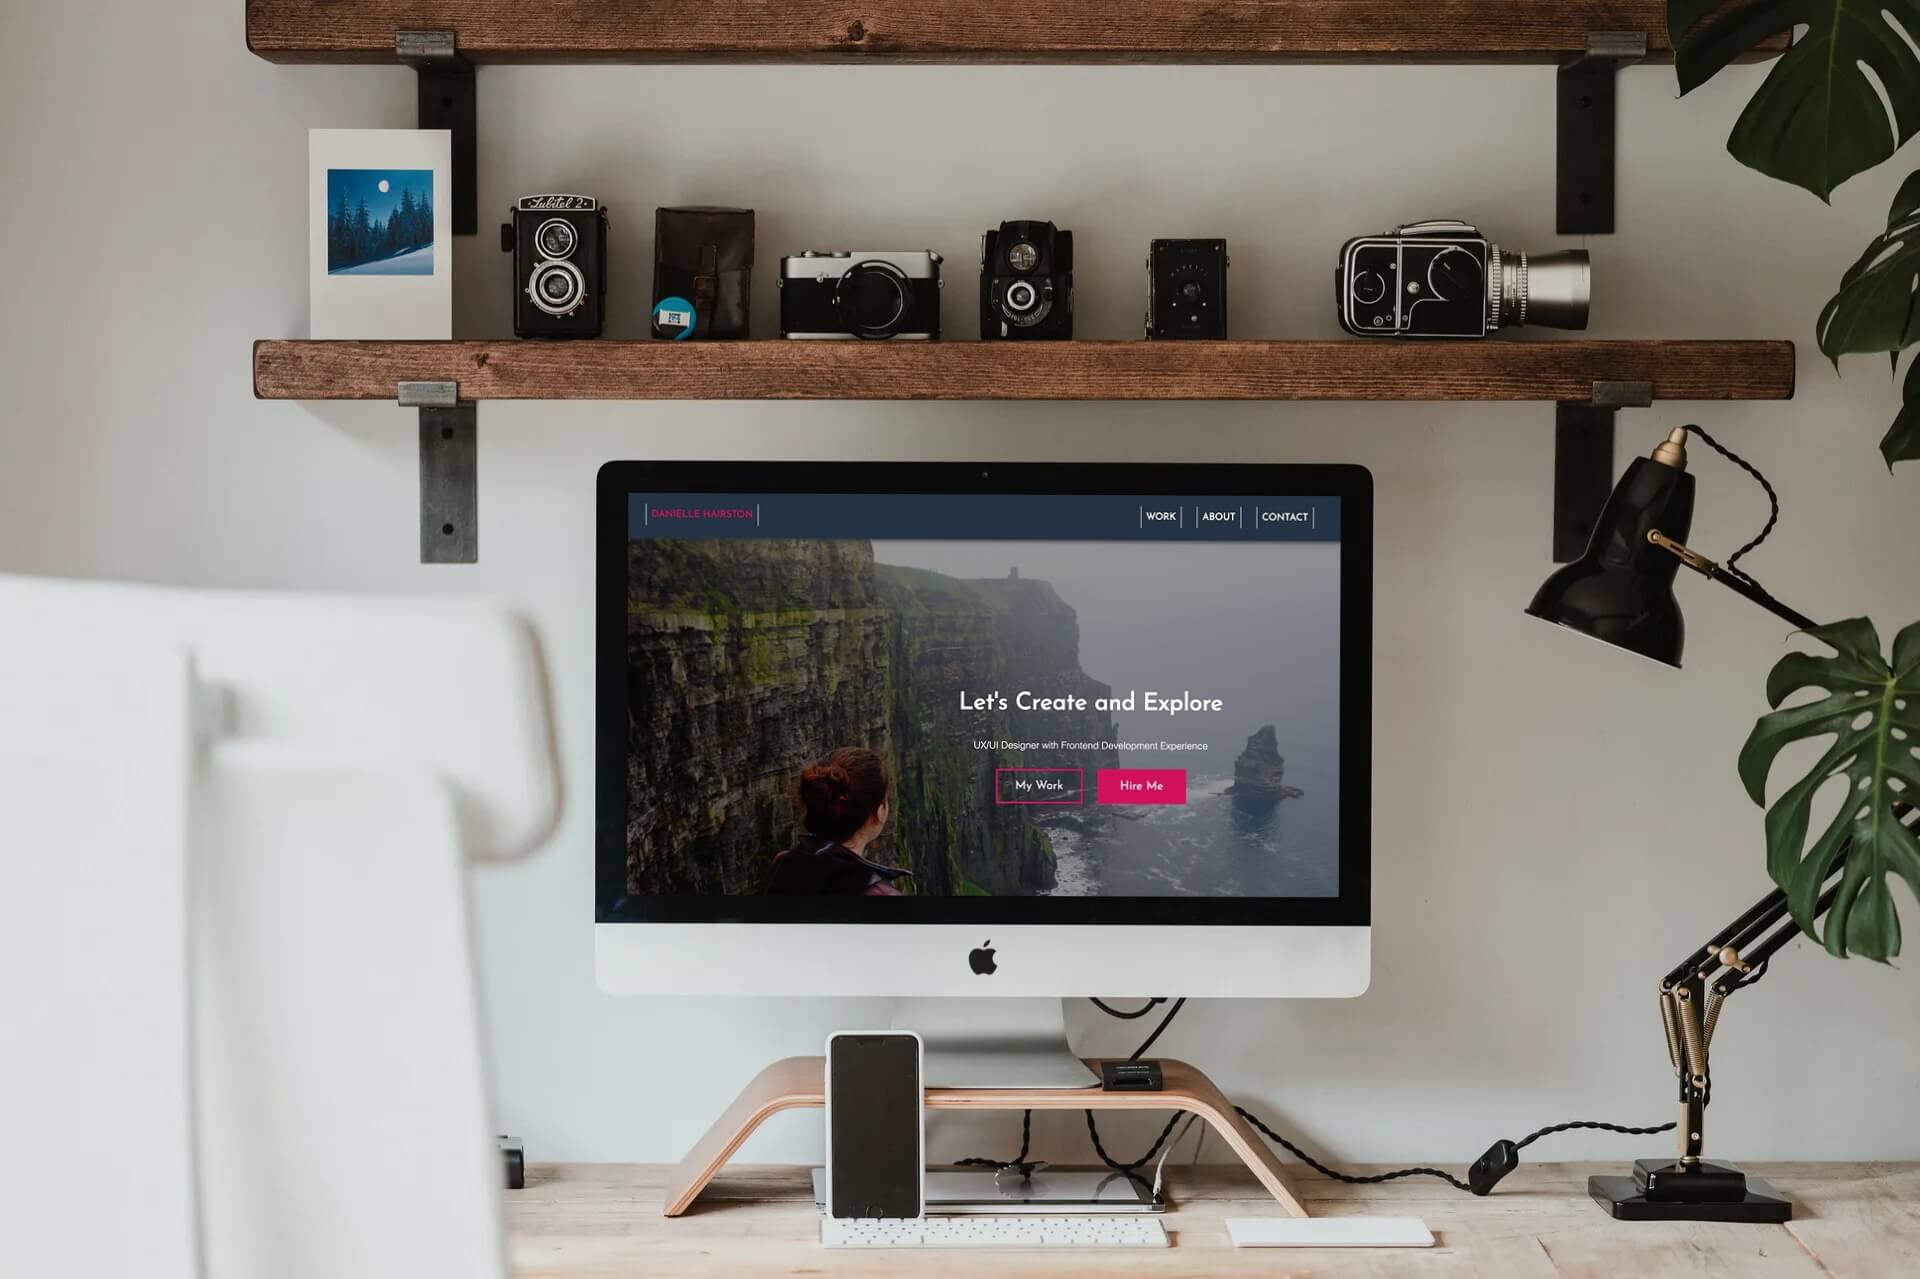 Lubitel 2
DANIELLE HAIRSTON
WORK
ABOUT
CONTACT
Let's Create and Explore
UX/UI Designer with Frontend Development Experience
My Work
Hire Me